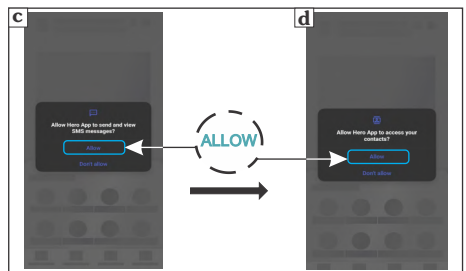 c
d
Allow Hero App to send and view
SMS messages?
Allow
Don't allow
ALLOW
Allow Hero App to access your
contacts?
Allow
Don't allow